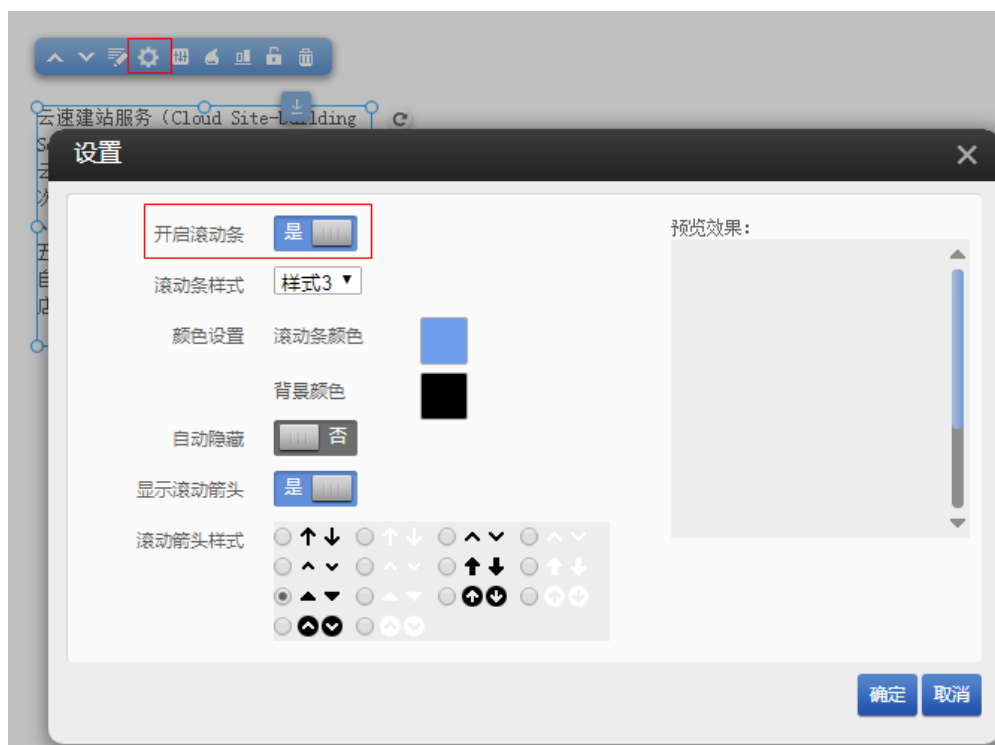 云速建站服务（Cloud Site-building
设置
开启滚动条 是
预览效果：
滚动条样式 样式3
颜色设置 滚动条颜色
背景颜色
自动隐藏 否
显示滚动箭头 是
滚动箭头样式
确定 取消